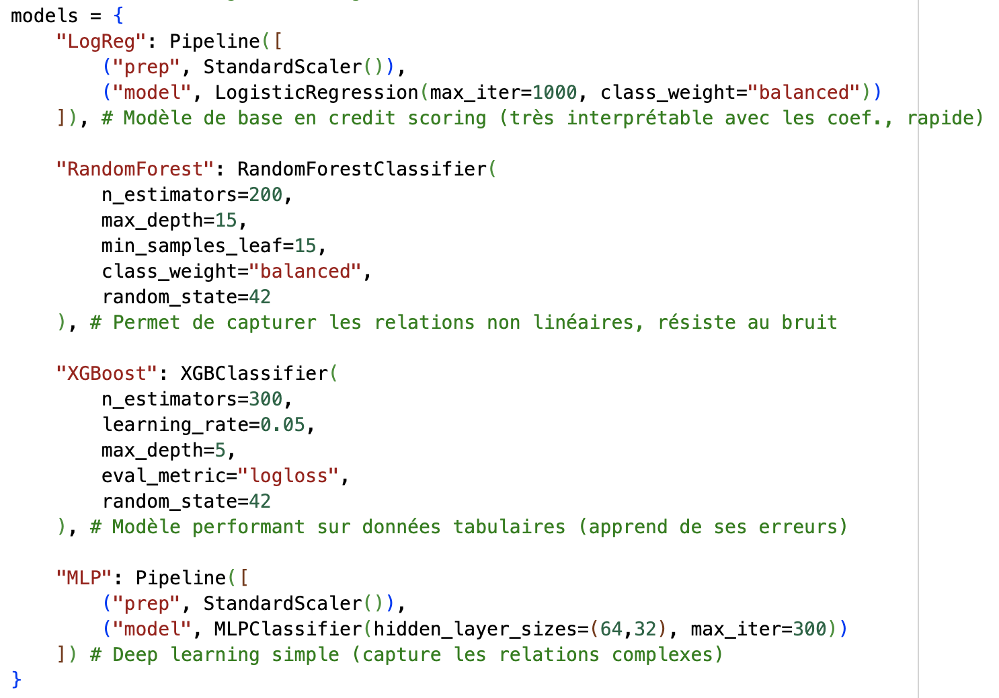 models = {
    "LogReg": Pipeline([
        ("prep", StandardScaler()),
        ("model", LogisticRegression(max_iter=1000, class_weight="balanced"))
    ]), # Modèle de base en credit scoring (très interprétable avec les coef., rapide)

    "RandomForest": RandomForestClassifier(
        n_estimators=200,
        max_depth=15,
        min_samples_leaf=15,
        class_weight="balanced",
        random_state=42
    ), # Permet de capturer les relations non linéaires, résiste au bruit

    "XGBoost": XGBClassifier(
        n_estimators=300,
        learning_rate=0.05,
        max_depth=5,
        eval_metric="logloss",
        random_state=42
    ), # Modèle performant sur données tabulaires (apprend de ses erreurs)

    "MLP": Pipeline([
        ("prep", StandardScaler()),
        ("model", MLPClassifier(hidden_layer_sizes=(64,32), max_iter=300))
    ]) # Deep learning simple (capture les relations complexes)
}